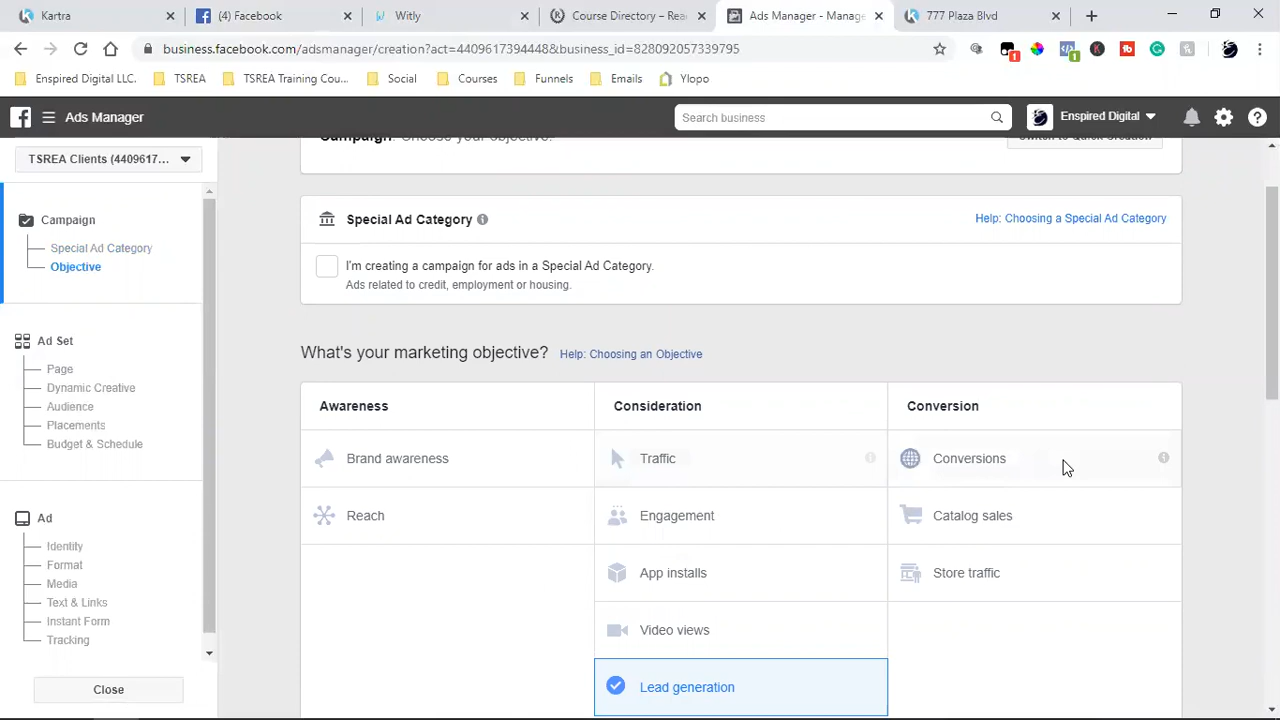 Kartra
(4) Facebook
Witly
Course Directory – Rea
Ads Manager - Manage
777 Plaza Blvd
business.facebook.com/adsmanager/creation?act=4409617394448&business_id=828092057339795
Enspired Digital LLC.
TSREA
TSREA Training Cou...
Social
Courses
Funnels
Emails
Ylopo
Ads Manager
Search business
Enspired Digital
TSREA Clients (4409617...
Campaign
Special Ad Category
Objective
Ad Set
Page
Dynamic Creative
Audience
Placements
Budget & Schedule
Ad
Identity
Format
Media
Text & Links
Instant Form
Tracking
Close
Campaign: Choose your objective.
Switch to Quick Creation
Special Ad Category
Help: Choosing a Special Ad Category
I'm creating a campaign for ads in a Special Ad Category.
Ads related to credit, employment or housing.
What's your marketing objective? Help: Choosing an Objective
Awareness
Consideration
Conversion
Brand awareness
Traffic
Conversions
Reach
Engagement
Catalog sales
App installs
Store traffic
Video views
Lead generation